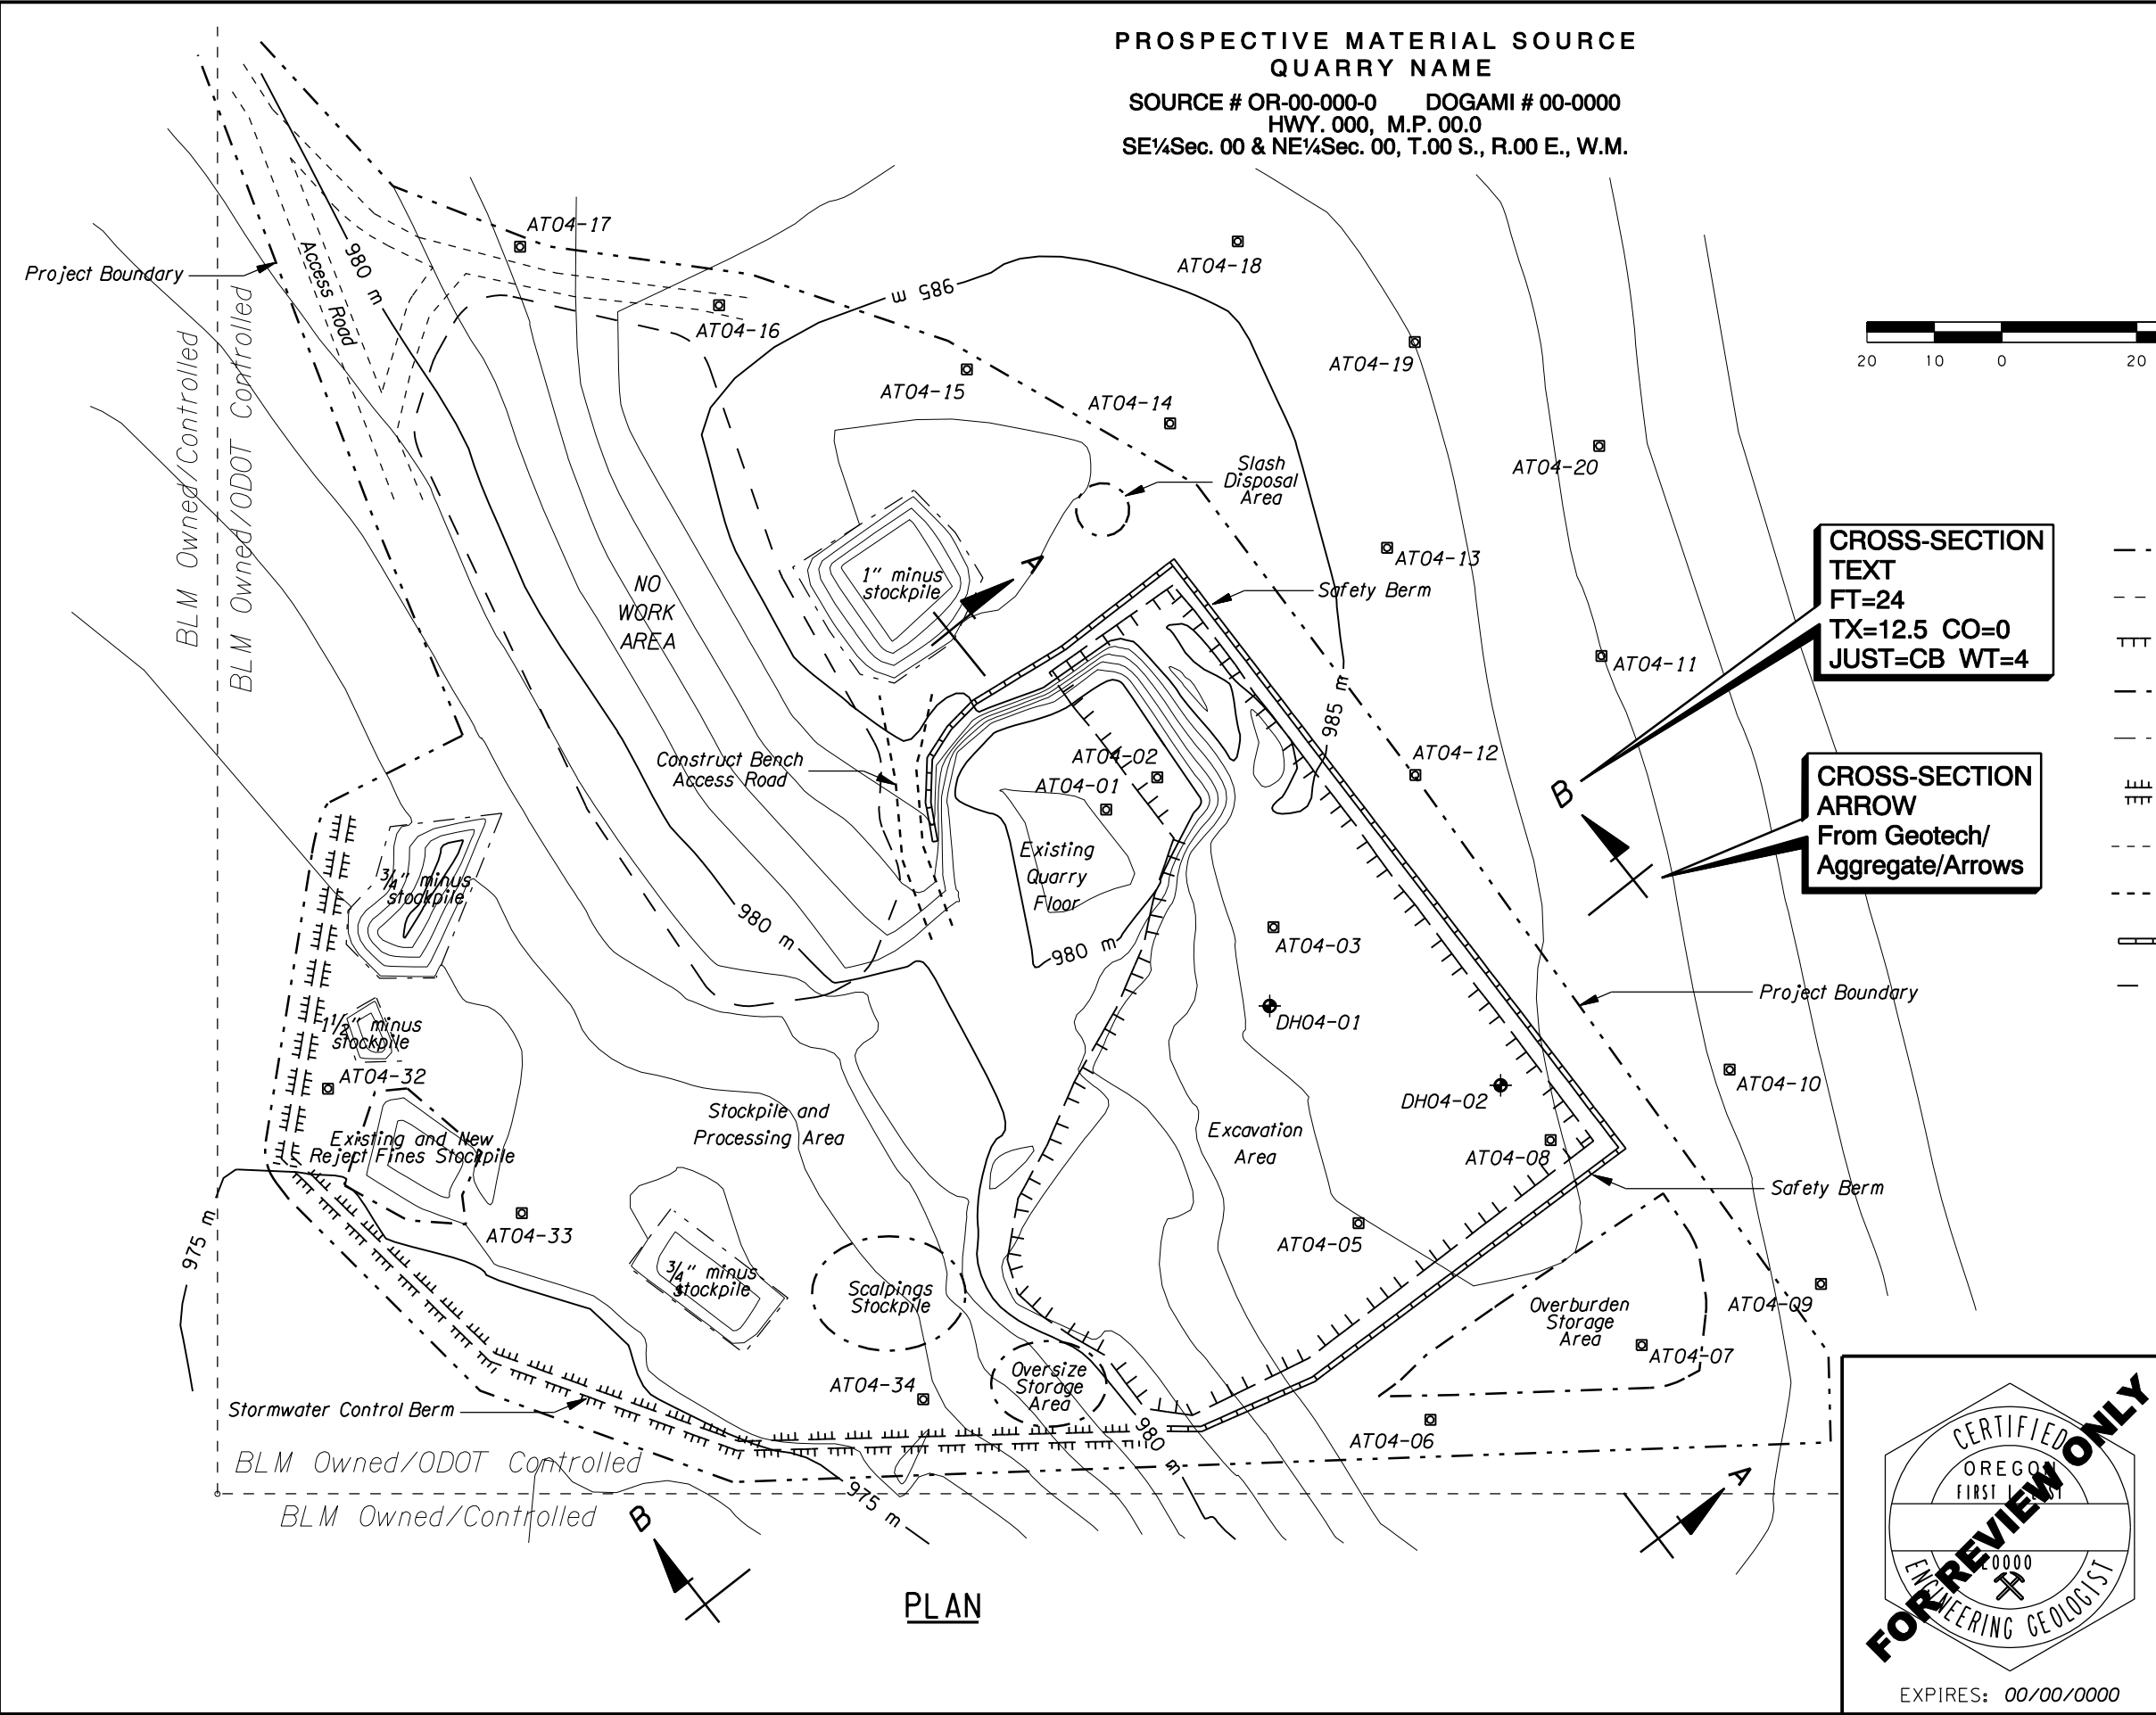 PROSPECTIVE MATERIAL SOURCE
QUARRY NAME
SOURCE # OR-00-000-0 DOGAMI # 00-0000
HWY. 000, M.P. 00.0
SE¼Sec. 00 & NE¼Sec. 00, T.00 S., R.00 E., W.M.
AT04-17
Project Boundary
Access Road
980 m
985 m
AT04-18
AT04-16
AT04-15
AT04-14
AT04-19
20 10 0 20
BLM Owned/Controlled
BLM Owned/ODOT Controlled
Slash
Disposal
Area
AT04-20
AT04-13
A
1" minus
stockpile
NO
WORK
AREA
Safety Berm
CROSS-SECTION
TEXT
FT=24
TX=12.5 CO=0
JUST=CB WT=4
AT04-11
985 m
Construct Bench
Access Road
AT04-02
AT04-01
AT04-12
B
CROSS-SECTION
ARROW
From Geotech/
Aggregate/Arrows
Existing
Quarry
Floor
¾" minus
stockpile
980 m
980 m
AT04-03
DH04-01
Project Boundary
1½" minus
stockpile
AT04-32
DH04-02
AT04-10
Stockpile and
Processing Area
Excavation
Area
Existing and New
Reject Fines Stockpile
AT04-08
Safety Berm
975 m
AT04-33
AT04-05
¾" minus
stockpile
Scalpings
Stockpile
Overburden
Storage
Area
AT04-09
AT04-07
Oversize
Storage
Area
AT04-34
Stormwater Control Berm
AT04-06
980 m
BLM Owned/ODOT Controlled
975 m
BLM Owned/Controlled
B
A
PLAN
CERTIFIED
OREGON
E0000
ENGINEERING GEOLOGIST
FOR REVIEW ONLY
EXPIRES: 00/00/0000